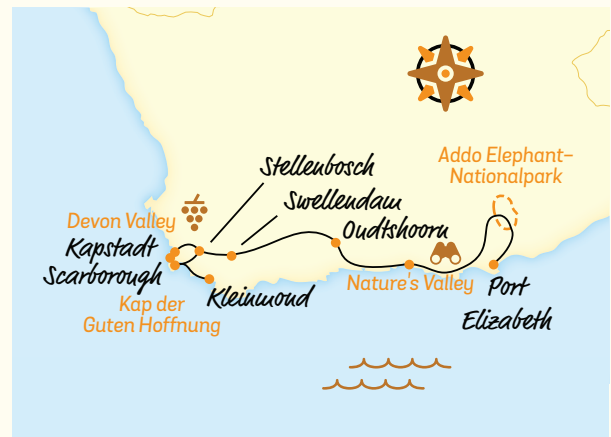 Addo Elephant–
Nationalpark
Stellenbosch
Swellendam
Oudtshoorn
Devon Valley
Kapstadt
Scarborough
Kap der
Guten Hoffnung
Kleinmond
Nature's Valley
Port
Elizabeth